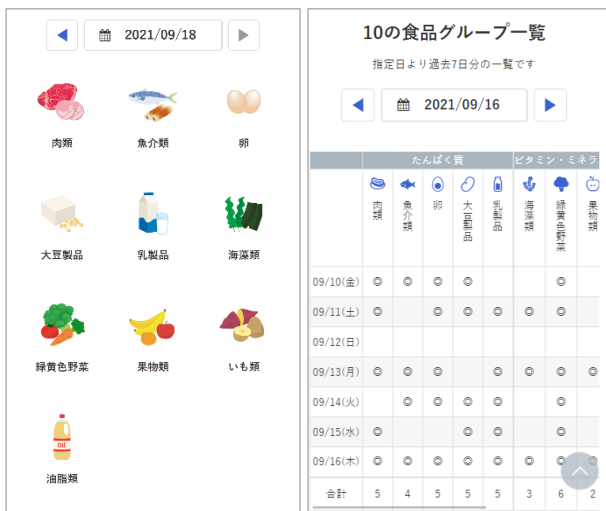 2021/09/18
肉類 魚介類 卵
大豆製品 乳製品 海藻類
緑黄色野菜 果物類 いも類
Oil
油脂類
10の食品グループ一覧
指定日より過去7日分の一覧です
2021/09/16
たんぱく質 ビタミン・ミネラ
肉類 魚介類 卵 大豆製品 乳製品 海藻類 緑黄色野菜 果物類
09/10(金) ◎ ◎ ◎ ◎ ◎
09/11(土) ◎ ◎ ◎ ◎ ◎ ◎
09/12(日)
09/13(月) ◎ ◎ ◎ ◎ ◎ ◎ ◎ ◎
09/14(火) ◎ ◎ ◎ ◎ ◎
09/15(水) ◎ ◎ ◎ ◎
09/16(木) ◎ ◎ ◎ ◎ ◎ ◎ ◎ ◎
合計 5 4 5 5 5 3 6 2